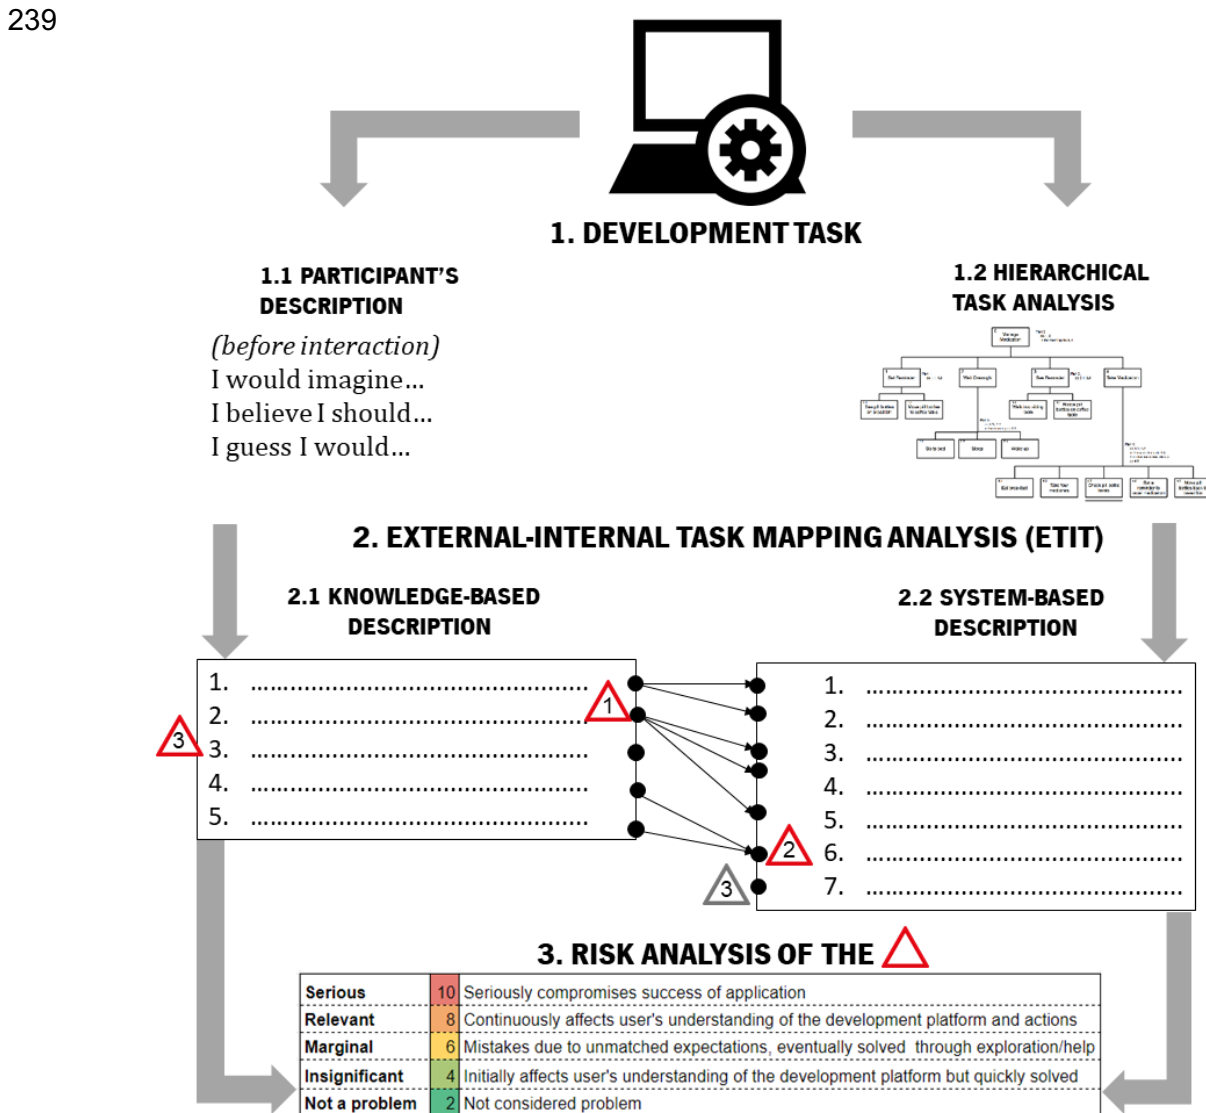 239
1. DEVELOPMENT TASK
1.1 PARTICIPANT'S
DESCRIPTION
(before interaction)
I would imagine...
I believe I should...
I guess I would...
1.2 HIERARCHICAL
TASK ANALYSIS
2. EXTERNAL-INTERNAL TASK MAPPING ANALYSIS (ETIT)
2.1 KNOWLEDGE-BASED
DESCRIPTION
1. ....................................................
2. ....................................................
3. ....................................................
4. ....................................................
5. ....................................................
1
3
2.2 SYSTEM-BASED
DESCRIPTION
1. ....................................................
2. ....................................................
3. ....................................................
4. ....................................................
5. ....................................................
6. ....................................................
7. ....................................................
2
3
3. RISK ANALYSIS OF THE
Serious 10 Seriously compromises success of application
Relevant 8 Continuously affects user's understanding of the development platform and actions
Marginal 6 Mistakes due to unmatched expectations, eventually solved through exploration/help
Insignificant 4 Initially affects user's understanding of the development platform but quickly solved
Not a problem 2 Not considered problem